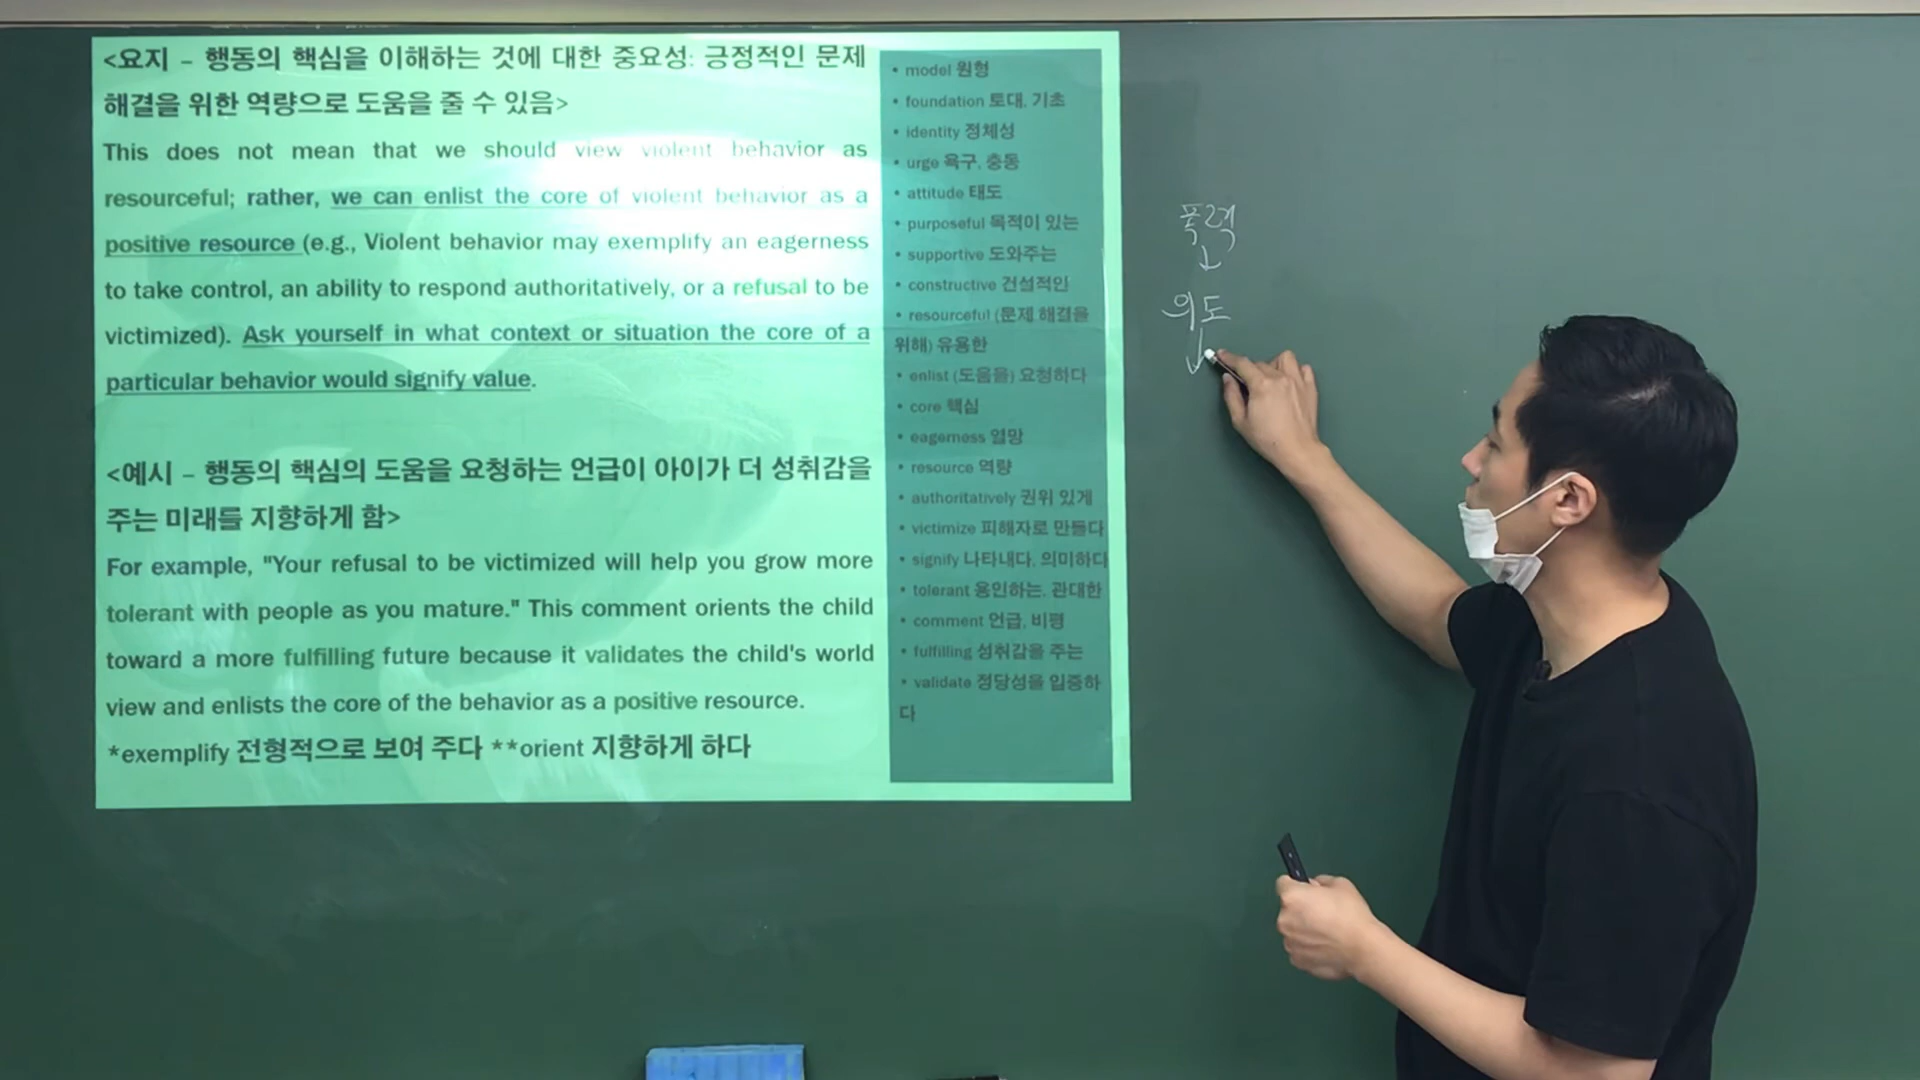 <요지 – 행동의 핵심을 이해하는 것에 대한 중요성: 긍정적인 문제
해결을 위한 역량으로 도움을 줄 수 있음>
This does not mean that we should view violent behavior as
resourceful; rather, we can enlist the core of violent behavior as a
positive resource (e.g., Violent behavior may exemplify an eagerness
to take control, an ability to respond authoritatively, or a refusal to be
victimized). Ask yourself in what context or situation the core of a
particular behavior would signify value.
<예시 – 행동의 핵심의 도움을 요청하는 언급이 아이가 더 성취감을
주는 미래를 지향하게 함>
For example, "Your refusal to be victimized will help you grow more
tolerant with people as you mature." This comment orients the child
toward a more fulfilling future because it validates the child's world
view and enlists the core of the behavior as a positive resource.
*exemplify 전형적으로 보여 주다 **orient 지향하게 하다
• model 원형
• foundation 토대, 기초
• identity 정체성
• urge 욕구, 충동
• attitude 태도
• purposeful 목적이 있는
• supportive 도와주는
• constructive 건설적인
• resourceful (문제 해결을
위해) 유용한
• enlist (도움을) 요청하다
• core 핵심
• eagerness 열망
• resource 역량
• authoritatively 권위 있게
• victimize 피해자로 만들다
• signify 나타내다, 의미하다
• tolerant 용인하는, 관대한
• comment 언급, 비평
• fulfilling 성취감을 주는
• validate 정당성을 입증하
다
폭력
↓
의도
↓